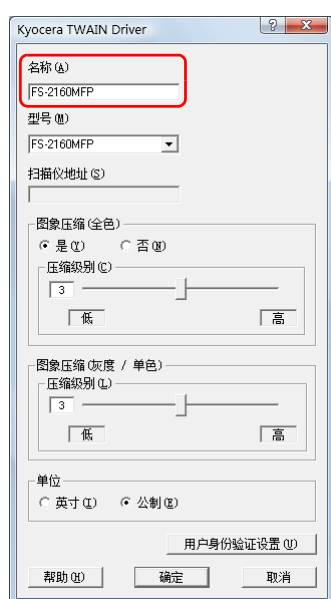 Kyocera TWAIN Driver
名称(A)
FS-2160MFP
型号(M)
FS-2160MFP
扫描仪地址(S)
图象压缩(全色)
是(Y) 否(N)
压缩级别(C)
3
低 高
图象压缩(灰度 / 单色)
压缩级别(L)
3
低 高
单位
英寸(I) 公制(E)
用户身份验证设置(U)
帮助(H) 确定 取消